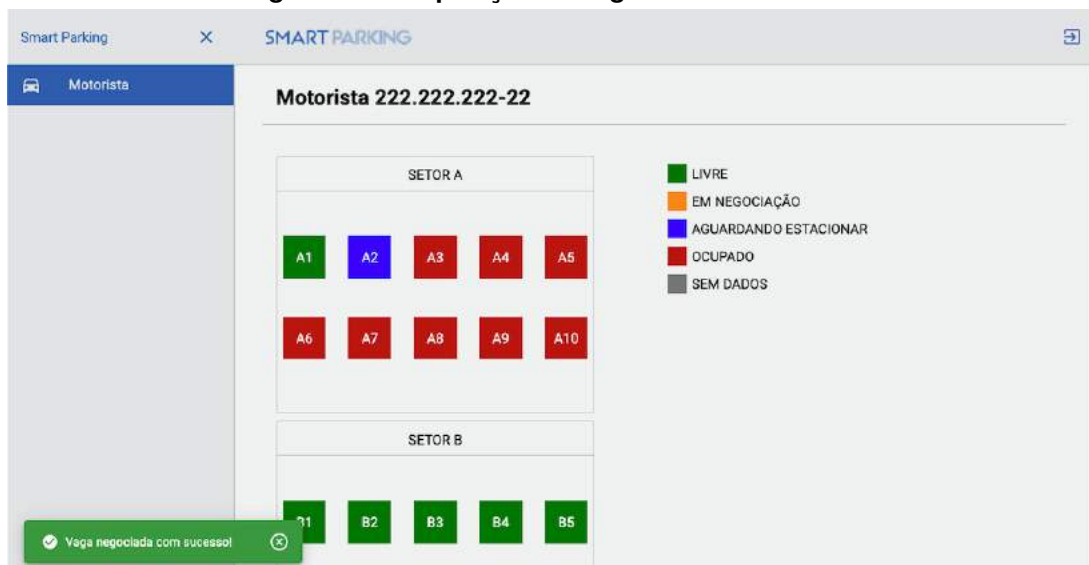 Smart Parking
SMART PARKING
Motorista
Motorista 222.222.222-22
SETOR A
A1 A2 A3 A4 A5
A6 A7 A8 A9 A10
LIVRE
EM NEGOCIAÇÃO
AGUARDANDO ESTACIONAR
OCUPADO
SEM DADOS
SETOR B
B1 B2 B3 B4 B5
Vaga negociada com sucesso!